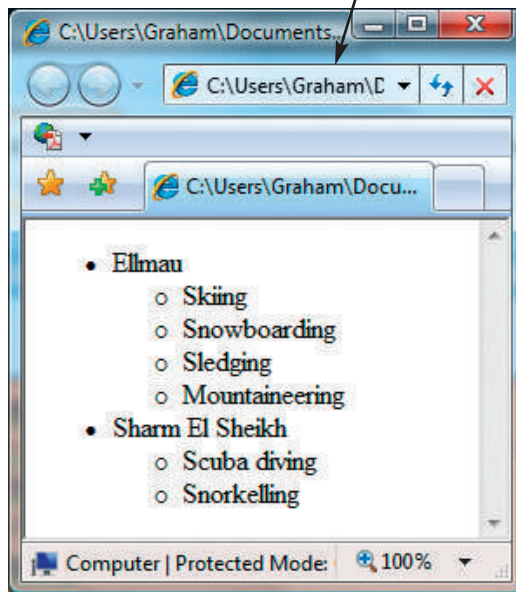 C:\Users\Graham\Documents...
C:\Users\Graham\D
C:\Users\Graham\Docu...
• Ellmau
○ Skiing
○ Snowboarding
○ Sledging
○ Mountaineering
• Sharm El Sheikh
○ Scuba diving
○ Snorkelling
Computer | Protected Mode: 100%